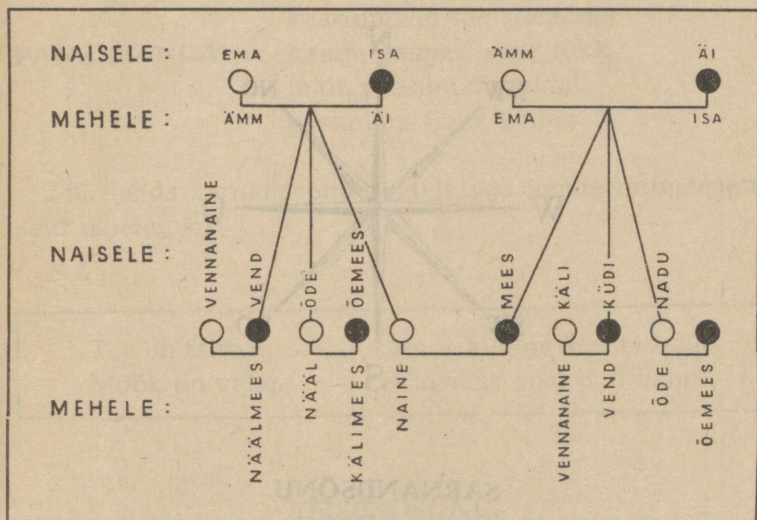 NAISELE: EMA ISA ÄMM ÄI
MEHELE: ÄMM ÄI EMA ISA
NAISELE: VENNANAINE VEND ÕDE ÕEMEES MEES KÄLI KÜDI NADU
MEHELE: NÄÄLMEES NÄÄL KÄLIMEES NAINE VENNANAINE VEND ÕDE ÕEMEES
SARNANDSÕNU